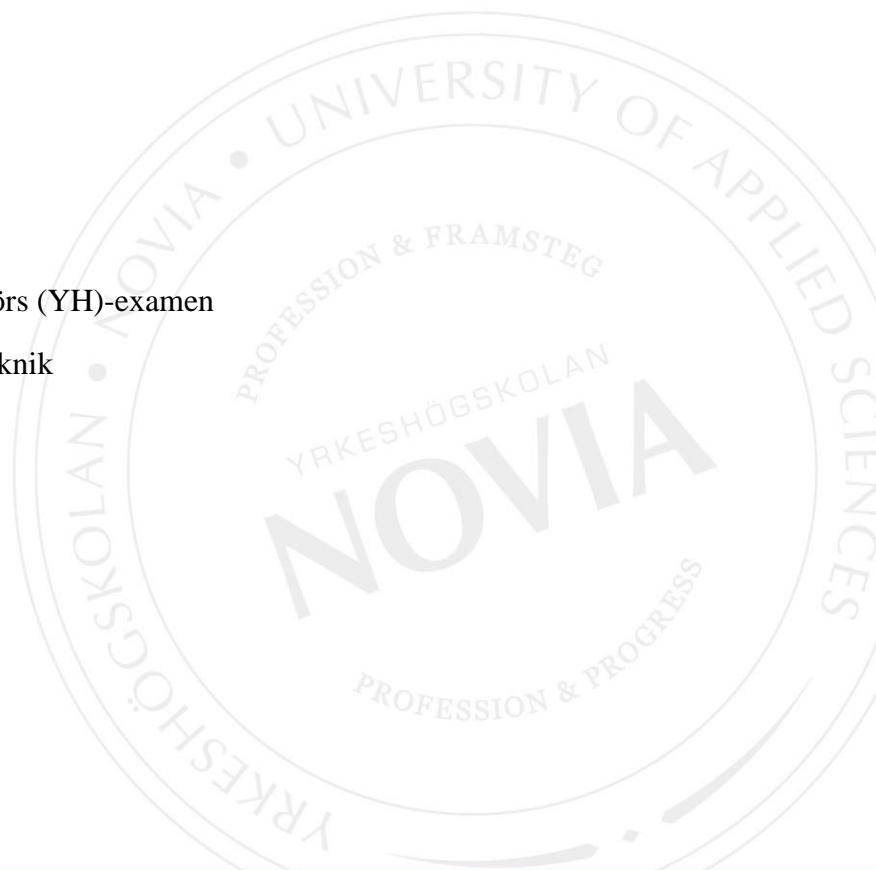 örs (YH)-examen
knik
YRKESHÖGSKOLAN • NOVIA • UNIVERSITY OF APPLIED SCIENCES
PROFESSION & FRAMSTEG
YRKESHÖGSKOLAN
NOVIA
PROFESSION & PROGRESS